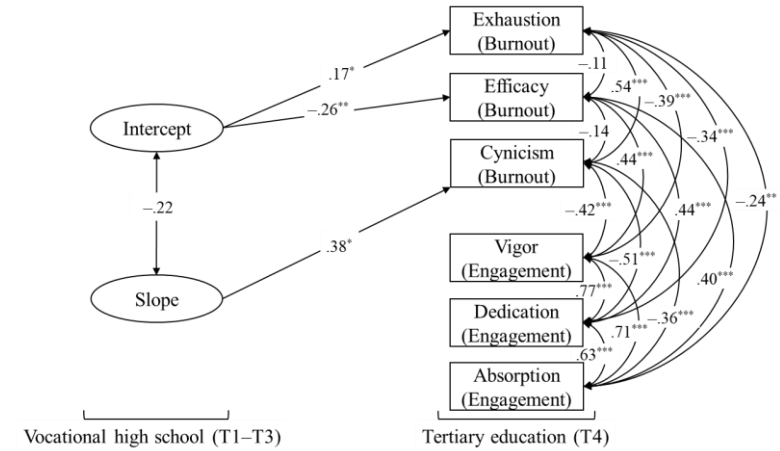 Exhaustion
(Burnout)
−.11
.17*
Efficacy
(Burnout)
.54***
−.39***
−.26**
Intercept
−.14
−.34***
Cynicism
(Burnout)
.44***
−.24**
−.22
−.42***
.44***
.38*
Vigor
(Engagement)
−.51***
.40***
.77***
Slope
Dedication
(Engagement)
−.36***
.71***
.63***
Absorption
(Engagement)
Vocational high school (T1–T3)
Tertiary education (T4)